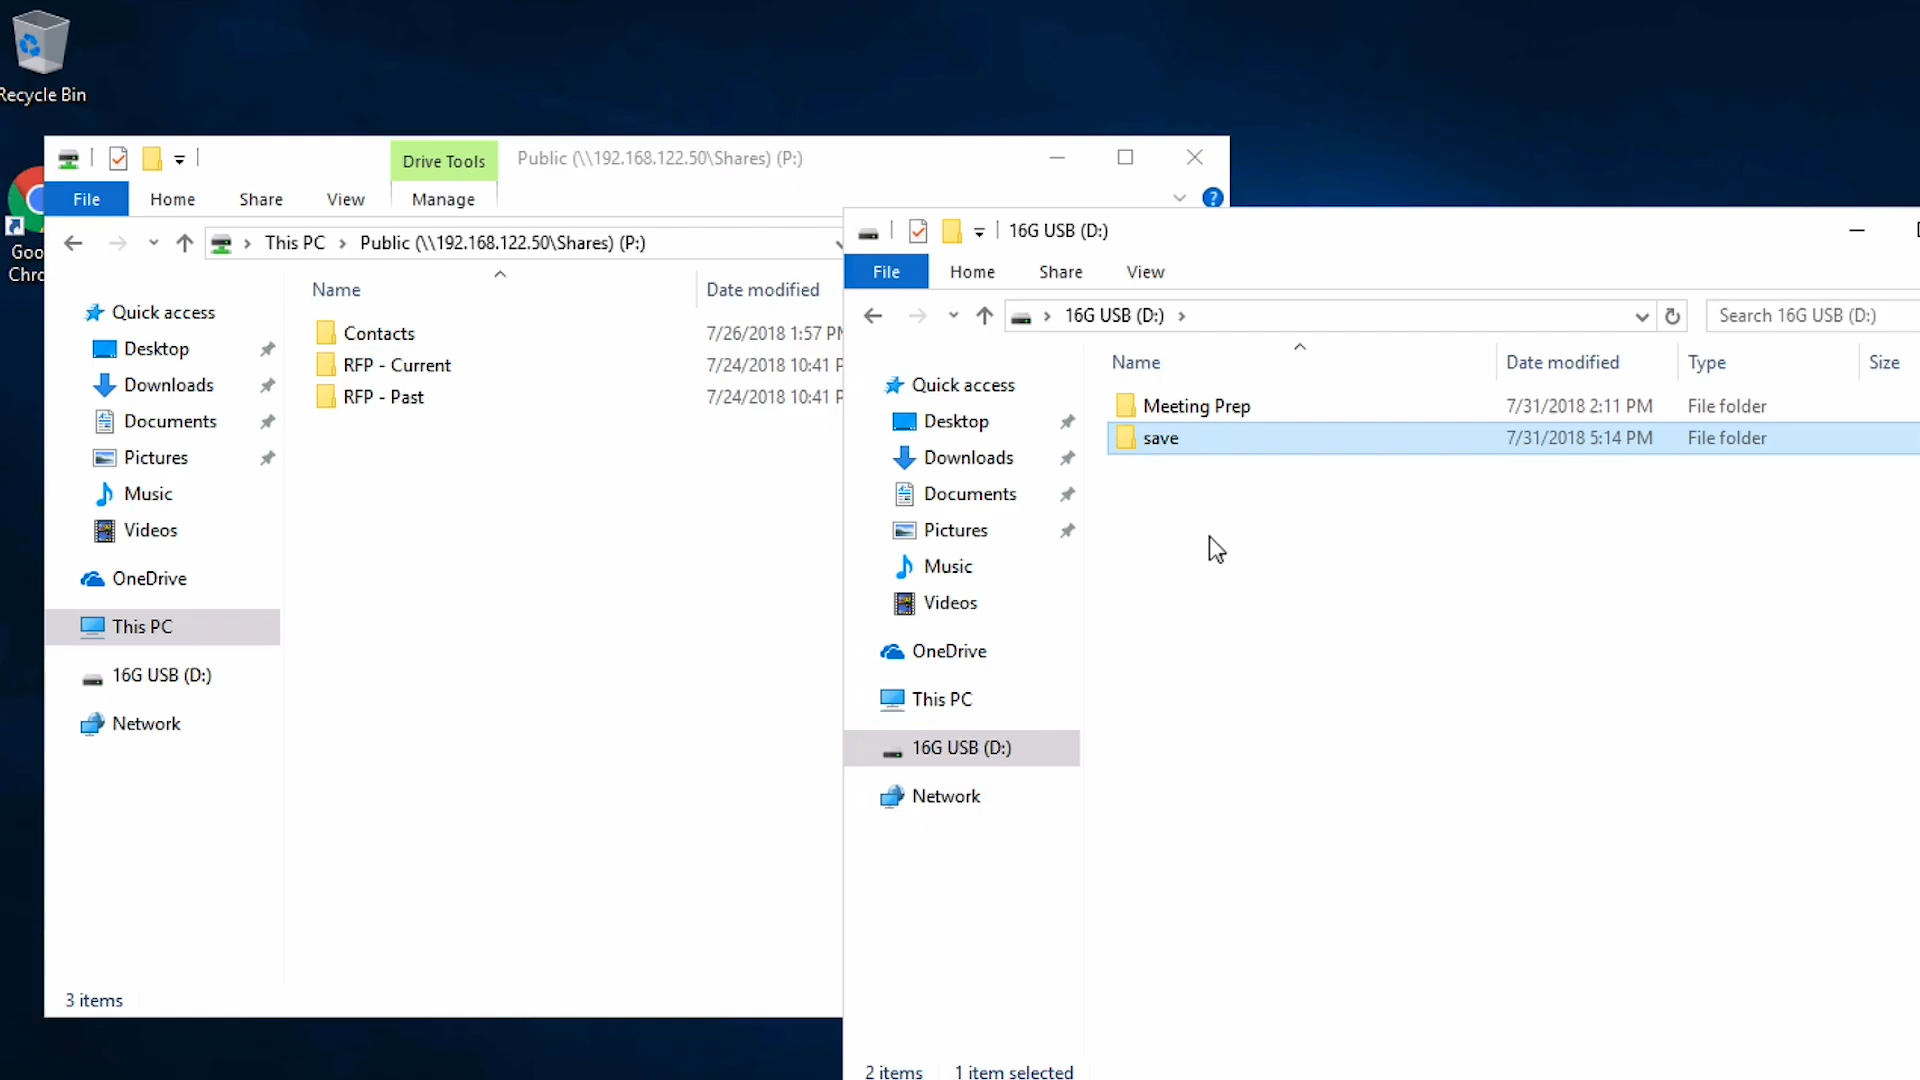 Recycle Bin
Goo
Chro
Drive Tools
Public (\\192.168.122.50\Shares) (P:)
File
Home
Share
View
Manage
?
This PC > Public (\\192.168.122.50\Shares) (P:)
Name
Date modified
Quick access
Desktop
Downloads
Documents
Pictures
Music
Videos
OneDrive
This PC
16G USB (D:)
Network
Contacts 7/26/2018 1:57 PM
RFP - Current 7/24/2018 10:41 P
RFP - Past 7/24/2018 10:41 P
3 items
16G USB (D:)
File
Home
Share
View
16G USB (D:) >
Search 16G USB (D:)
Name
Date modified
Type
Size
Quick access
Desktop
Downloads
Documents
Pictures
Music
Videos
OneDrive
This PC
16G USB (D:)
Network
Meeting Prep 7/31/2018 2:11 PM File folder
save 7/31/2018 5:14 PM File folder
2 items
1 item selected